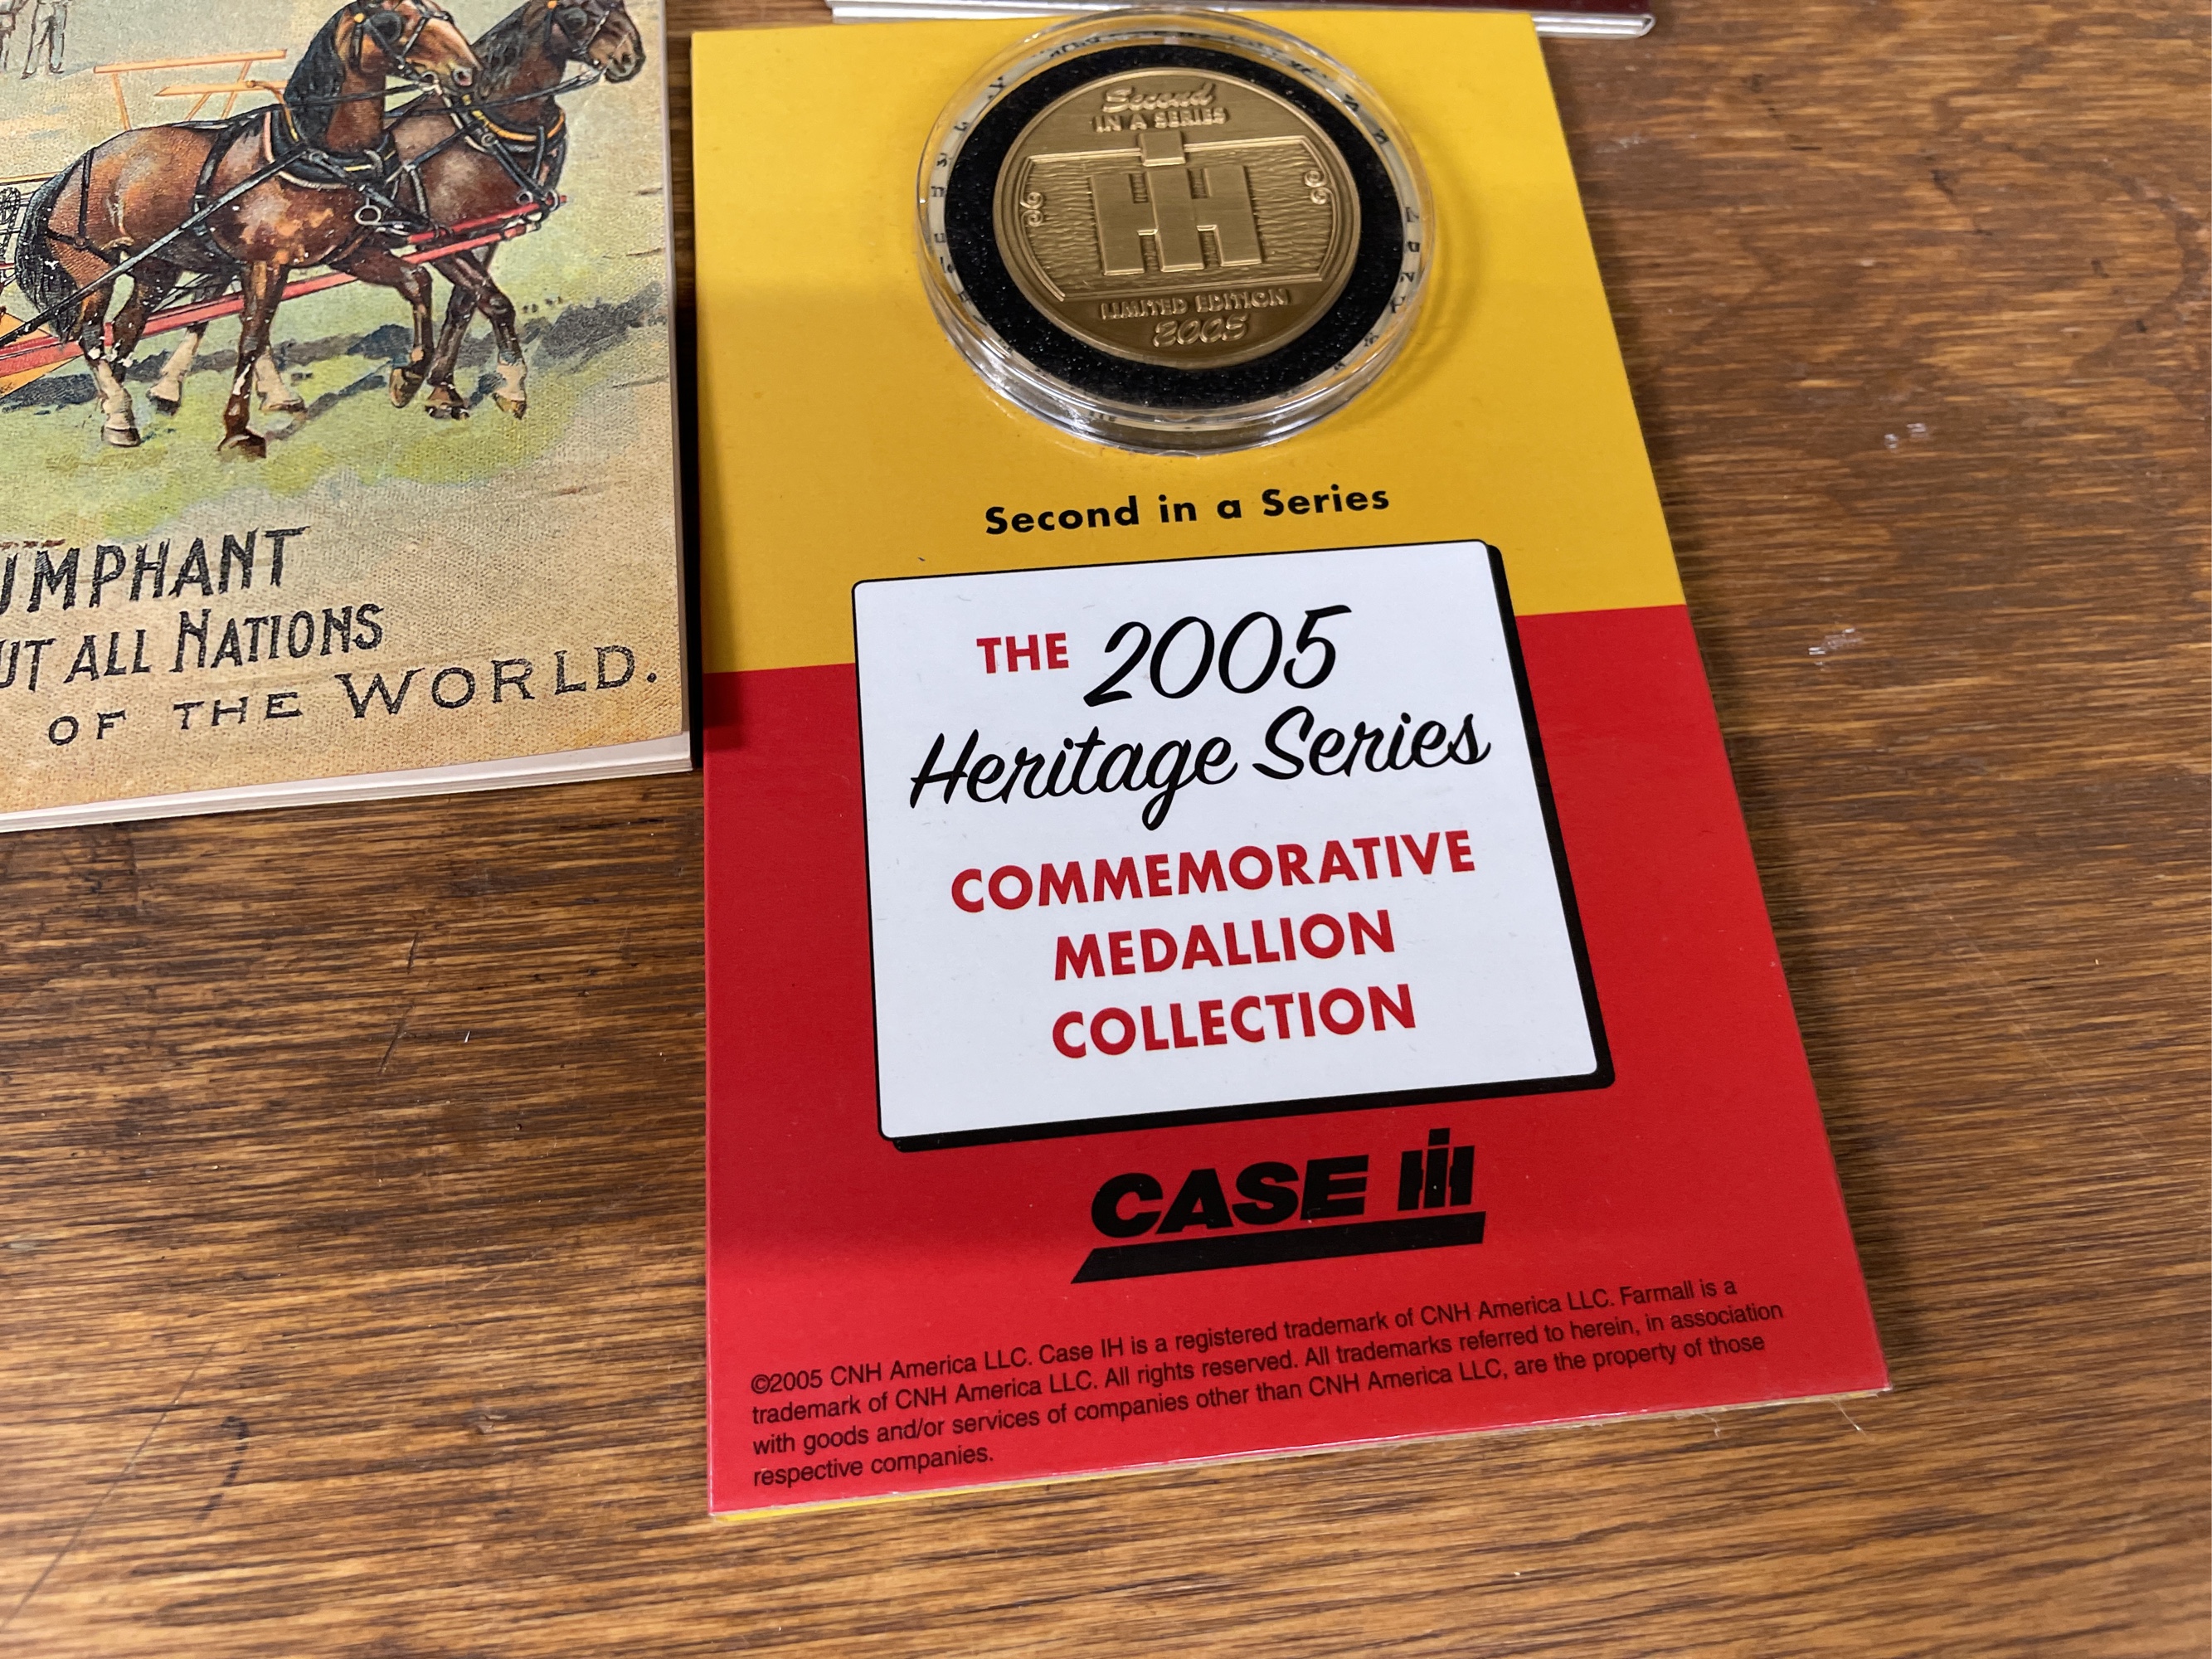 UMPHANT
UT ALL NATIONS
OF THE WORLD.
Second
IN A SERIES
IH
LIMITED EDITION
2005
Second in a Series
THE 2005
Heritage Series
COMMEMORATIVE
MEDALLION
COLLECTION
CASE IH
©2005 CNH America LLC. Case IH is a registered trademark of CNH America LLC. Farmall is a
trademark of CNH America LLC. All rights reserved. All trademarks referred to herein, in association
with goods and/or services of companies other than CNH America LLC, are the property of those
respective companies.